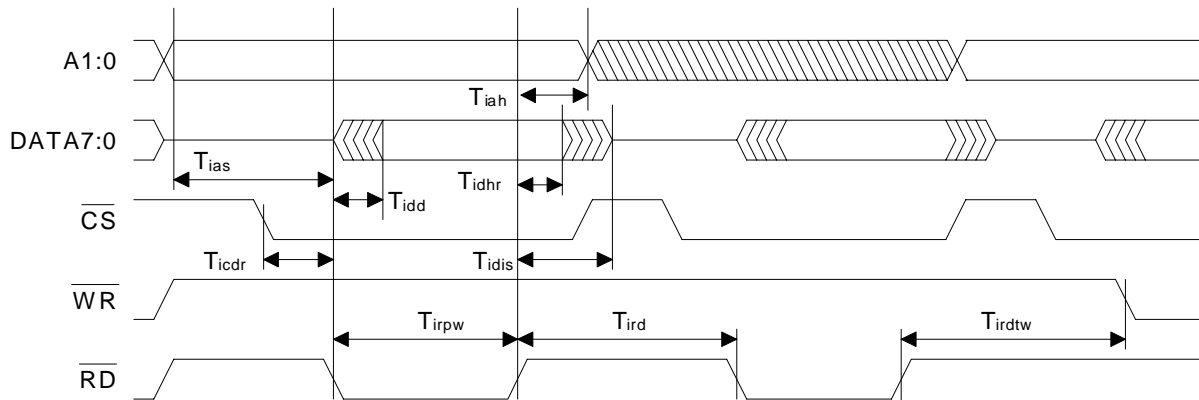 A1:0
Tiah
DATA7:0
Tias
Tidhr
Tidd
CS
Ticdr
Tidis
WR
Tirpw
Tird
Tirdtw
RD